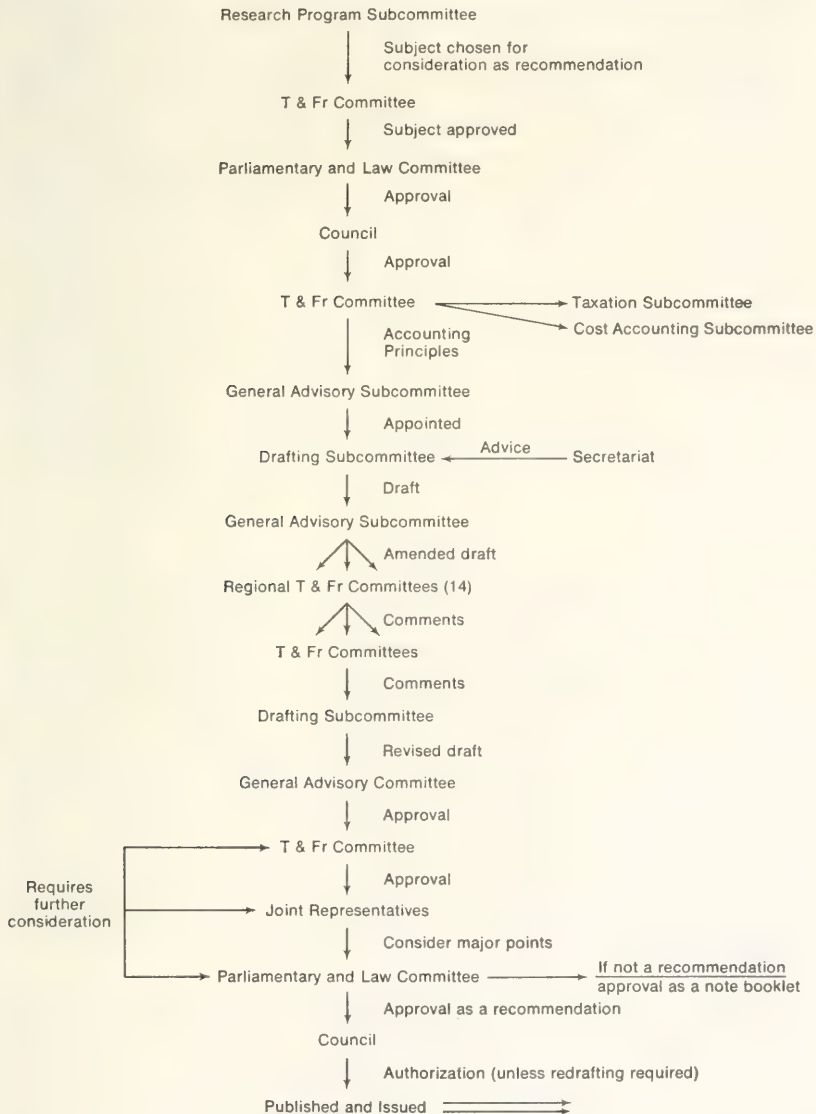 Research Program Subcommittee
Subject chosen for
consideration as recommendation
T & Fr Committee
Subject approved
Parliamentary and Law Committee
Approval
Council
Approval
T & Fr Committee
Taxation Subcommittee
Cost Accounting Subcommittee
Accounting
Principles
General Advisory Subcommittee
Appointed
Drafting Subcommittee
Advice
Secretariat
Draft
General Advisory Subcommittee
Amended draft
Regional T & Fr Committees (14)
Comments
T & Fr Committees
Comments
Drafting Subcommittee
Revised draft
General Advisory Committee
Approval
T & Fr Committee
Approval
Requires
further
consideration
Joint Representatives
Consider major points
Parliamentary and Law Committee
If not a recommendation
approval as a note booklet
Approval as a recommendation
Council
Authorization (unless redrafting required)
Published and Issued